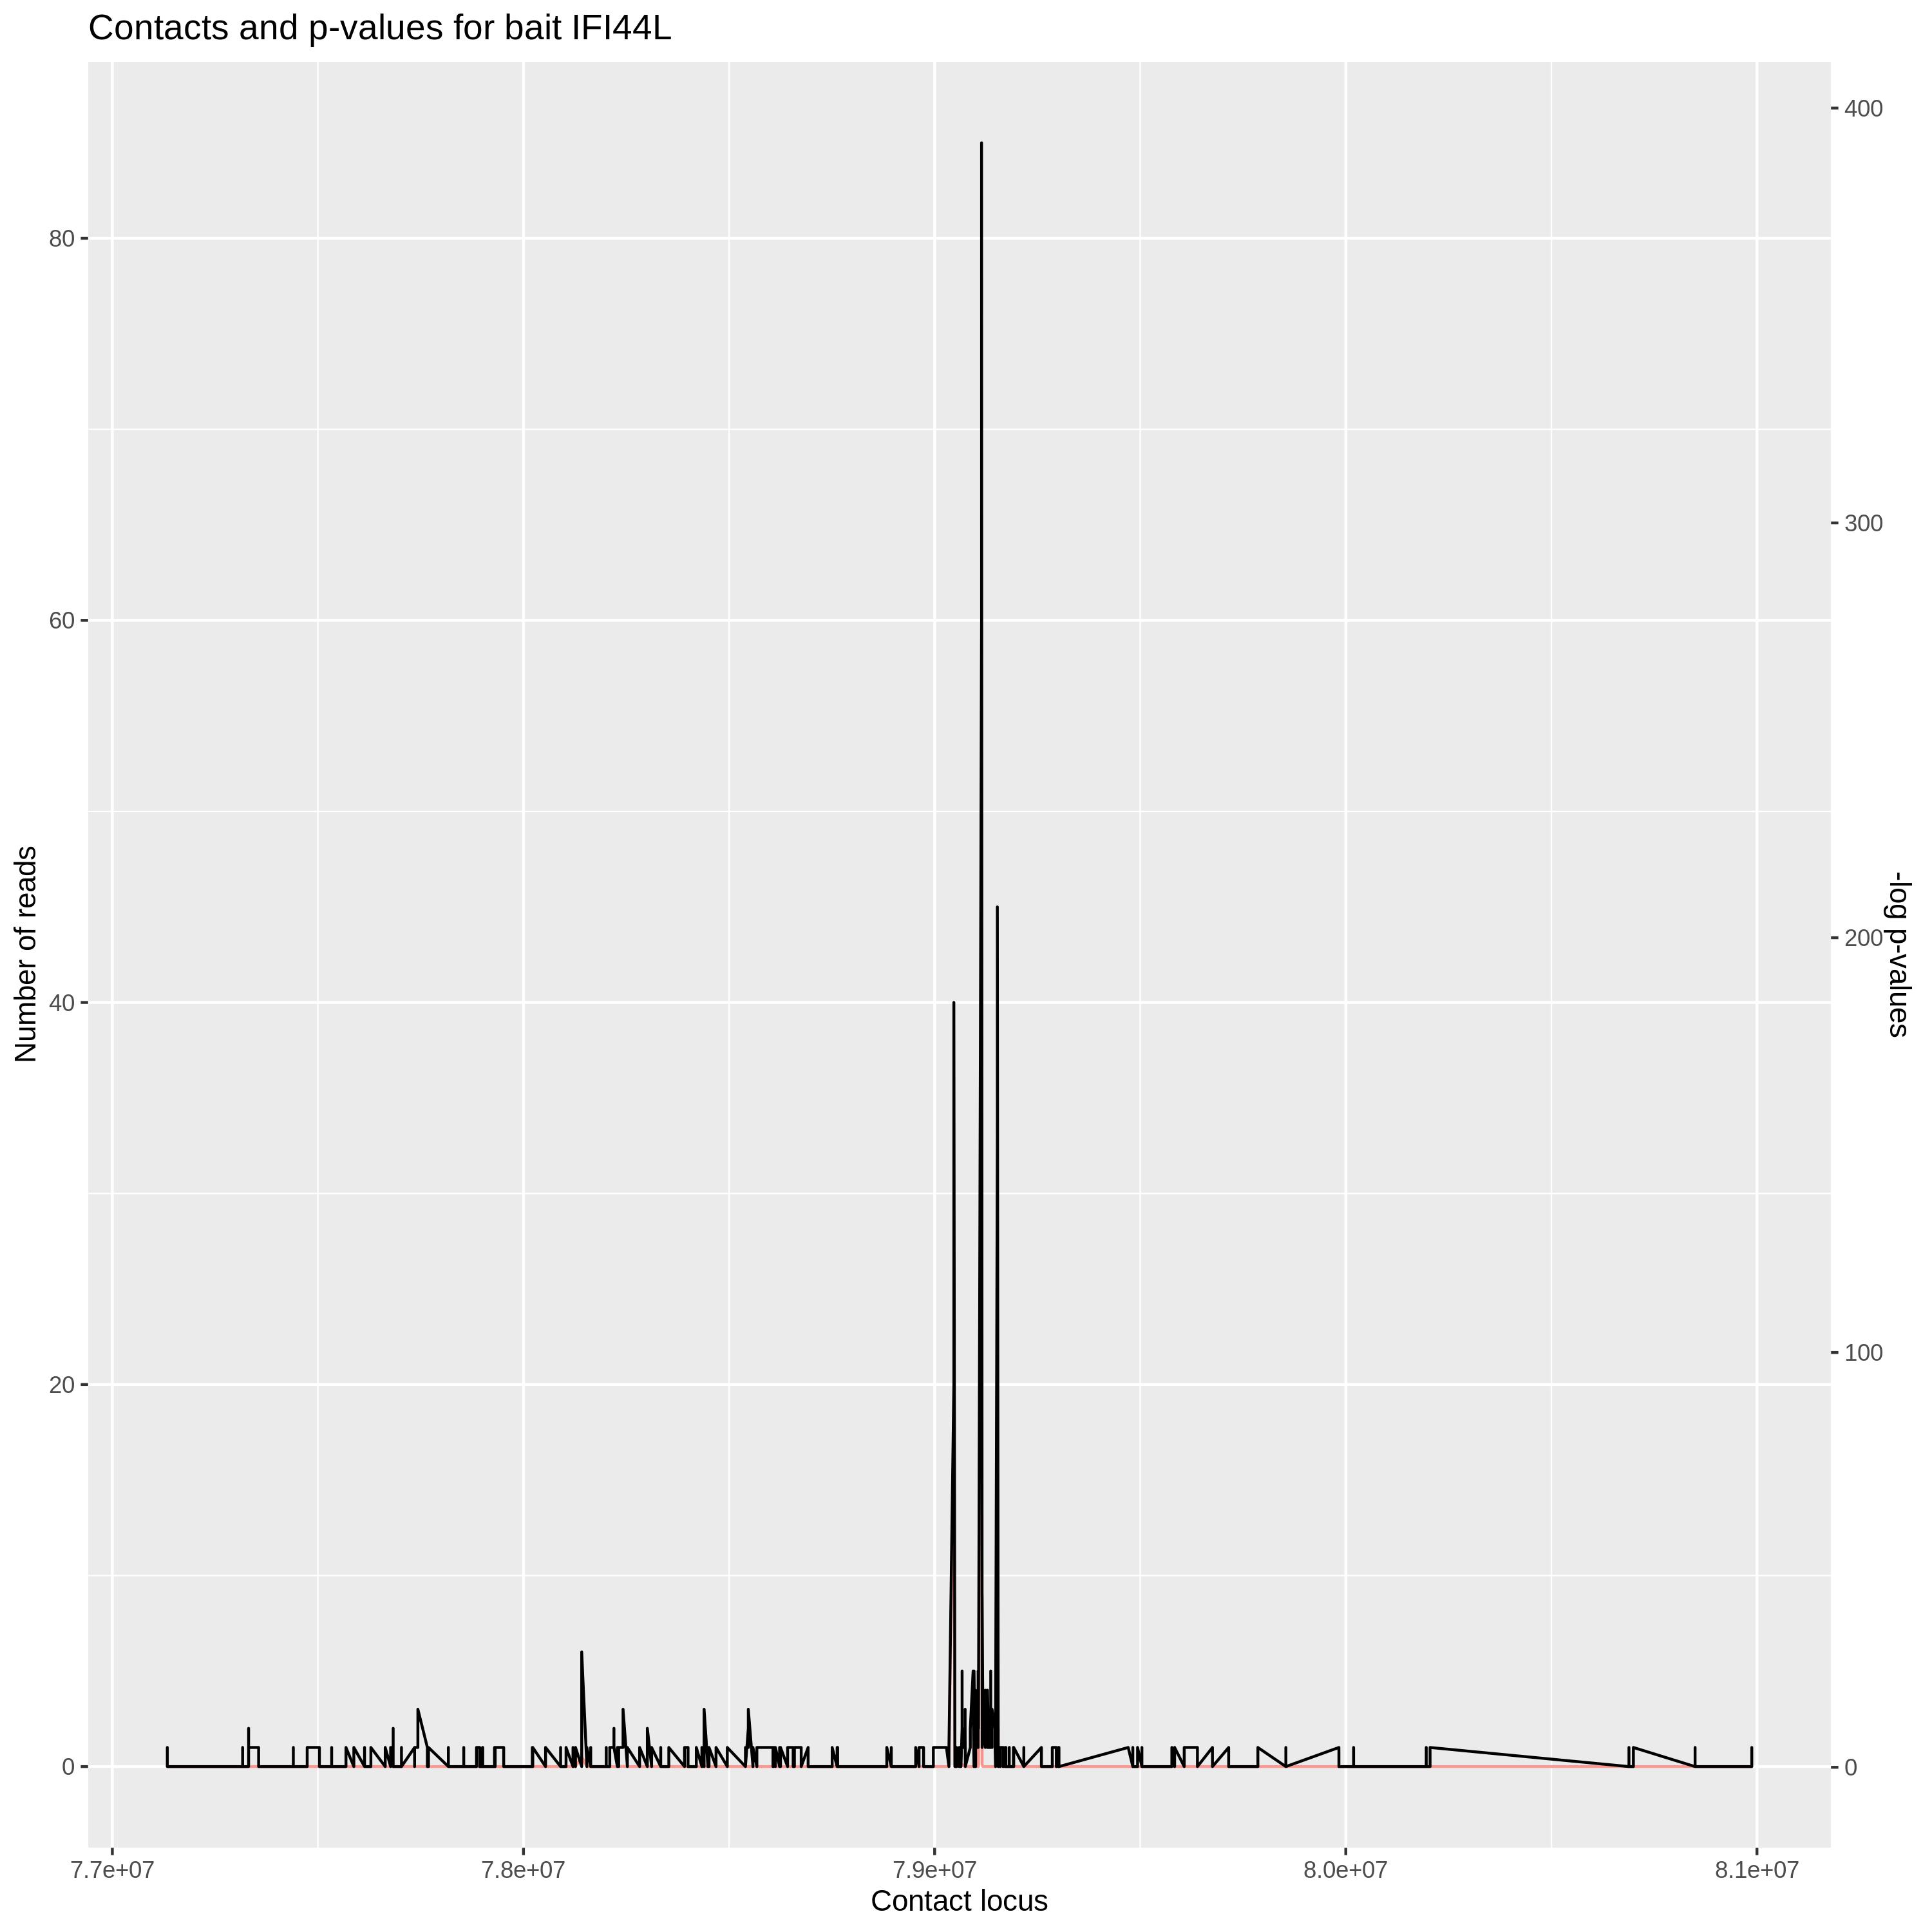 Contacts and p-values for bait IFI44L
Number of reads
80
60
40
20
0
400
300
200
100
0
-log p-values
7.7e+07
7.8e+07
7.9e+07
8.0e+07
8.1e+07
Contact locus